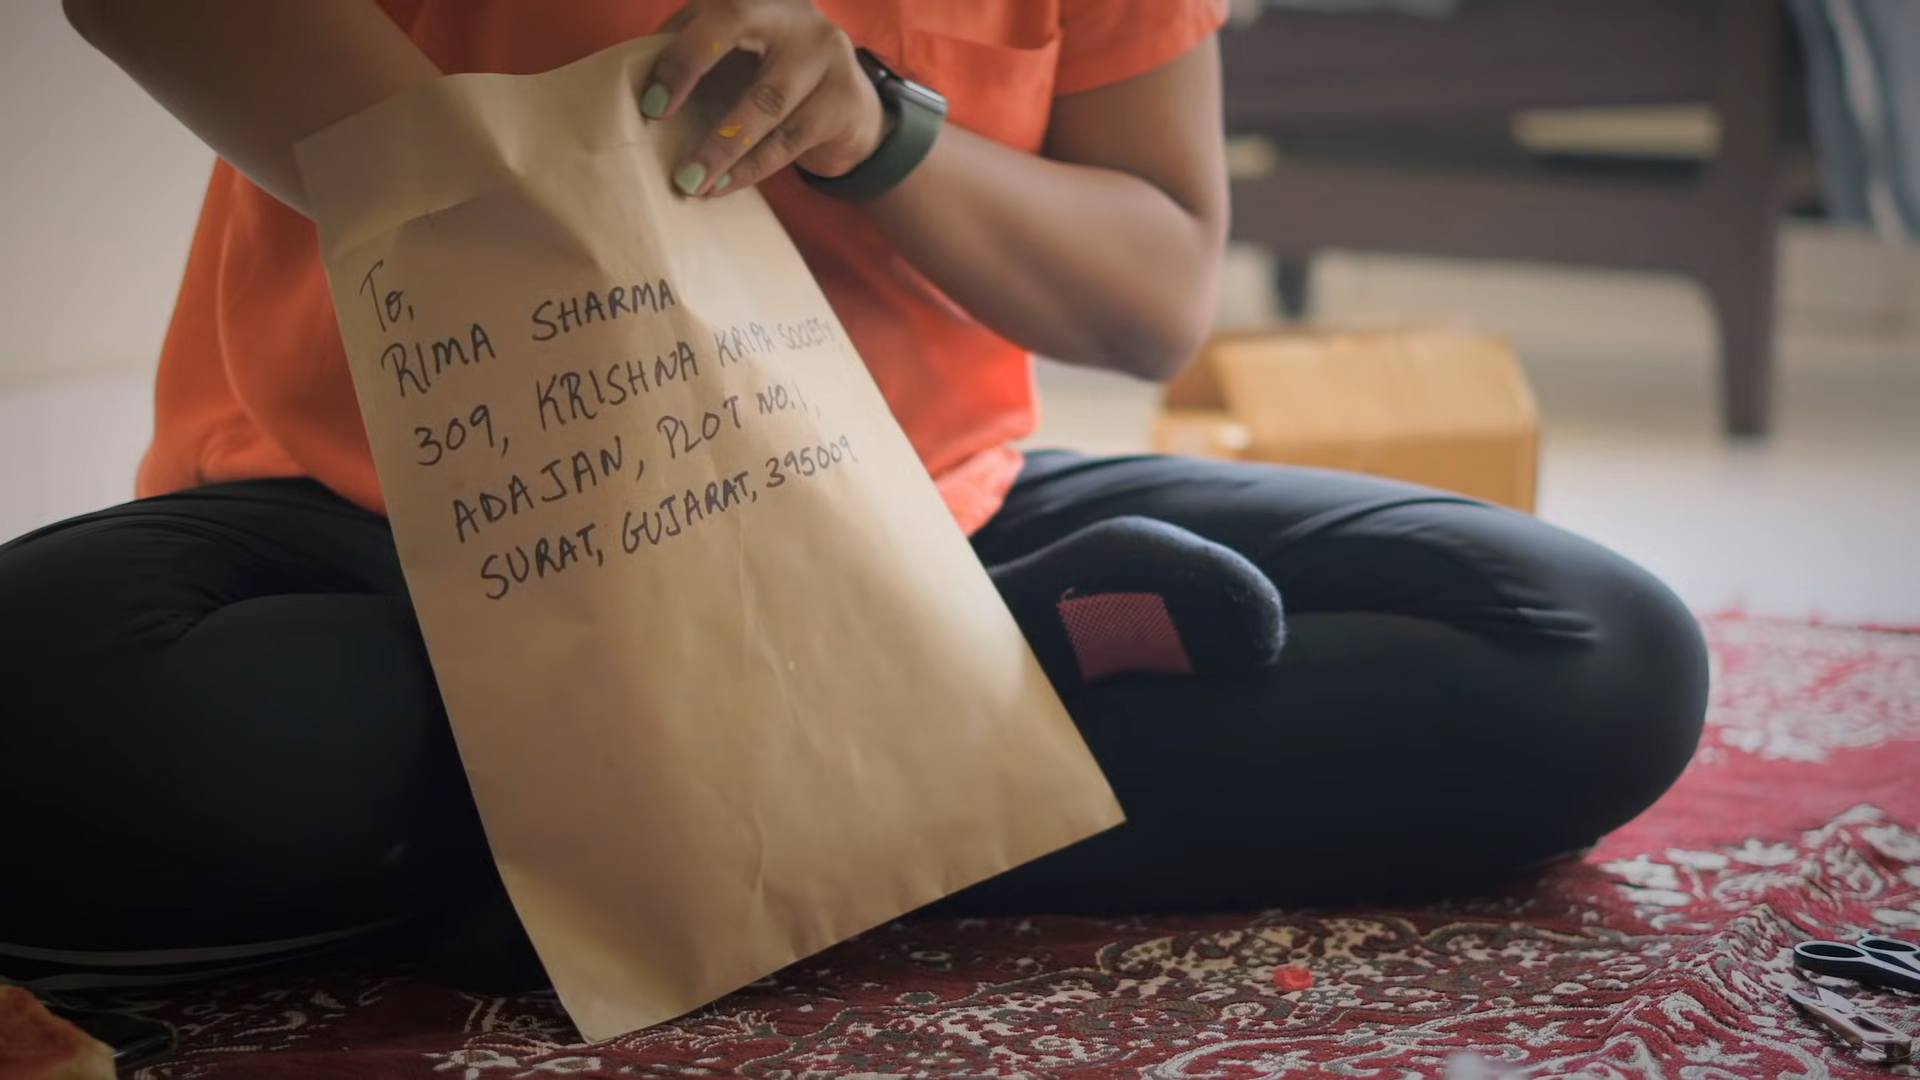 To,
RIMA SHARMA
309, KRISHNA KRIPA SOCIETY
ADAJAN, PLOT NO. 1,
SURAT, GUJARAT, 395009